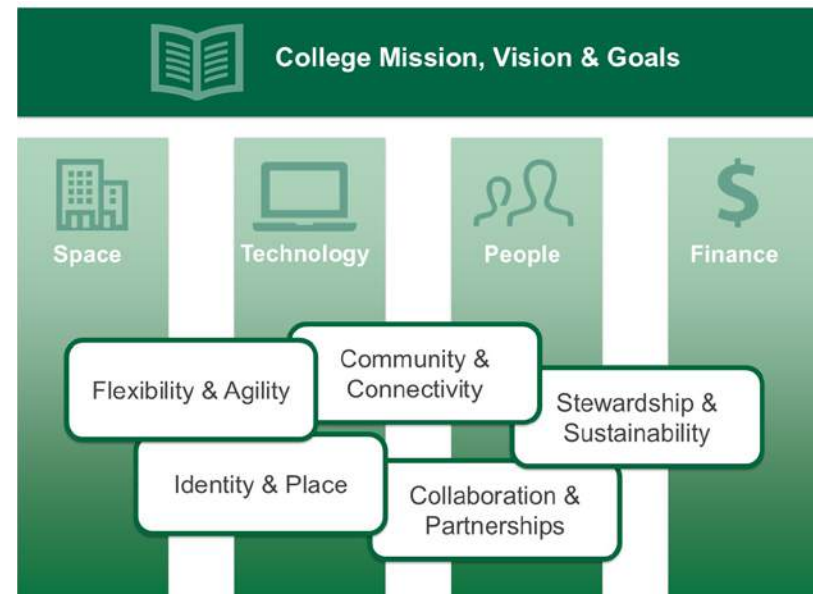 College Mission, Vision & Goals
Space
Technology
People
Finance
Flexibility & Agility
Community &
Connectivity
Stewardship &
Sustainability
Identity & Place
Collaboration &
Partnerships